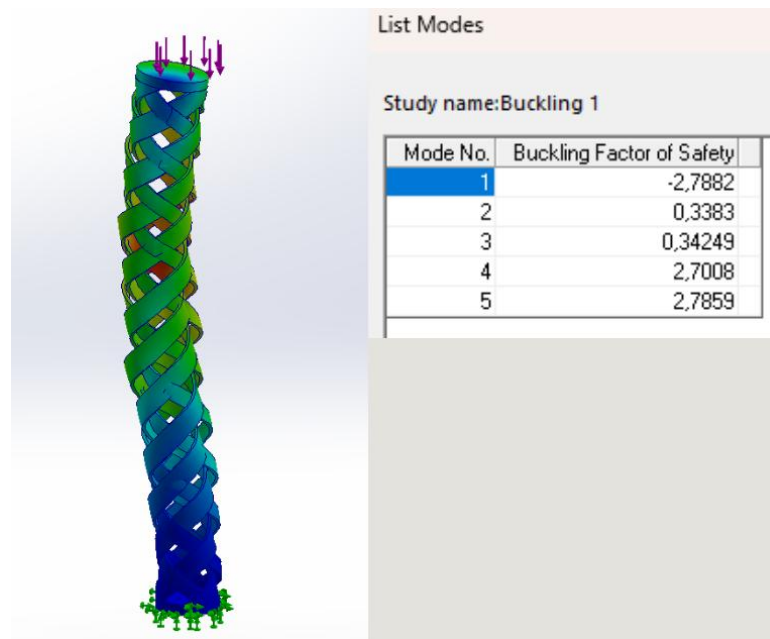 List Modes
Study name:Buckling 1
Mode No. Buckling Factor of Safety
1 -2,7882
2 0,3383
3 0,34249
4 2,7008
5 2,7859